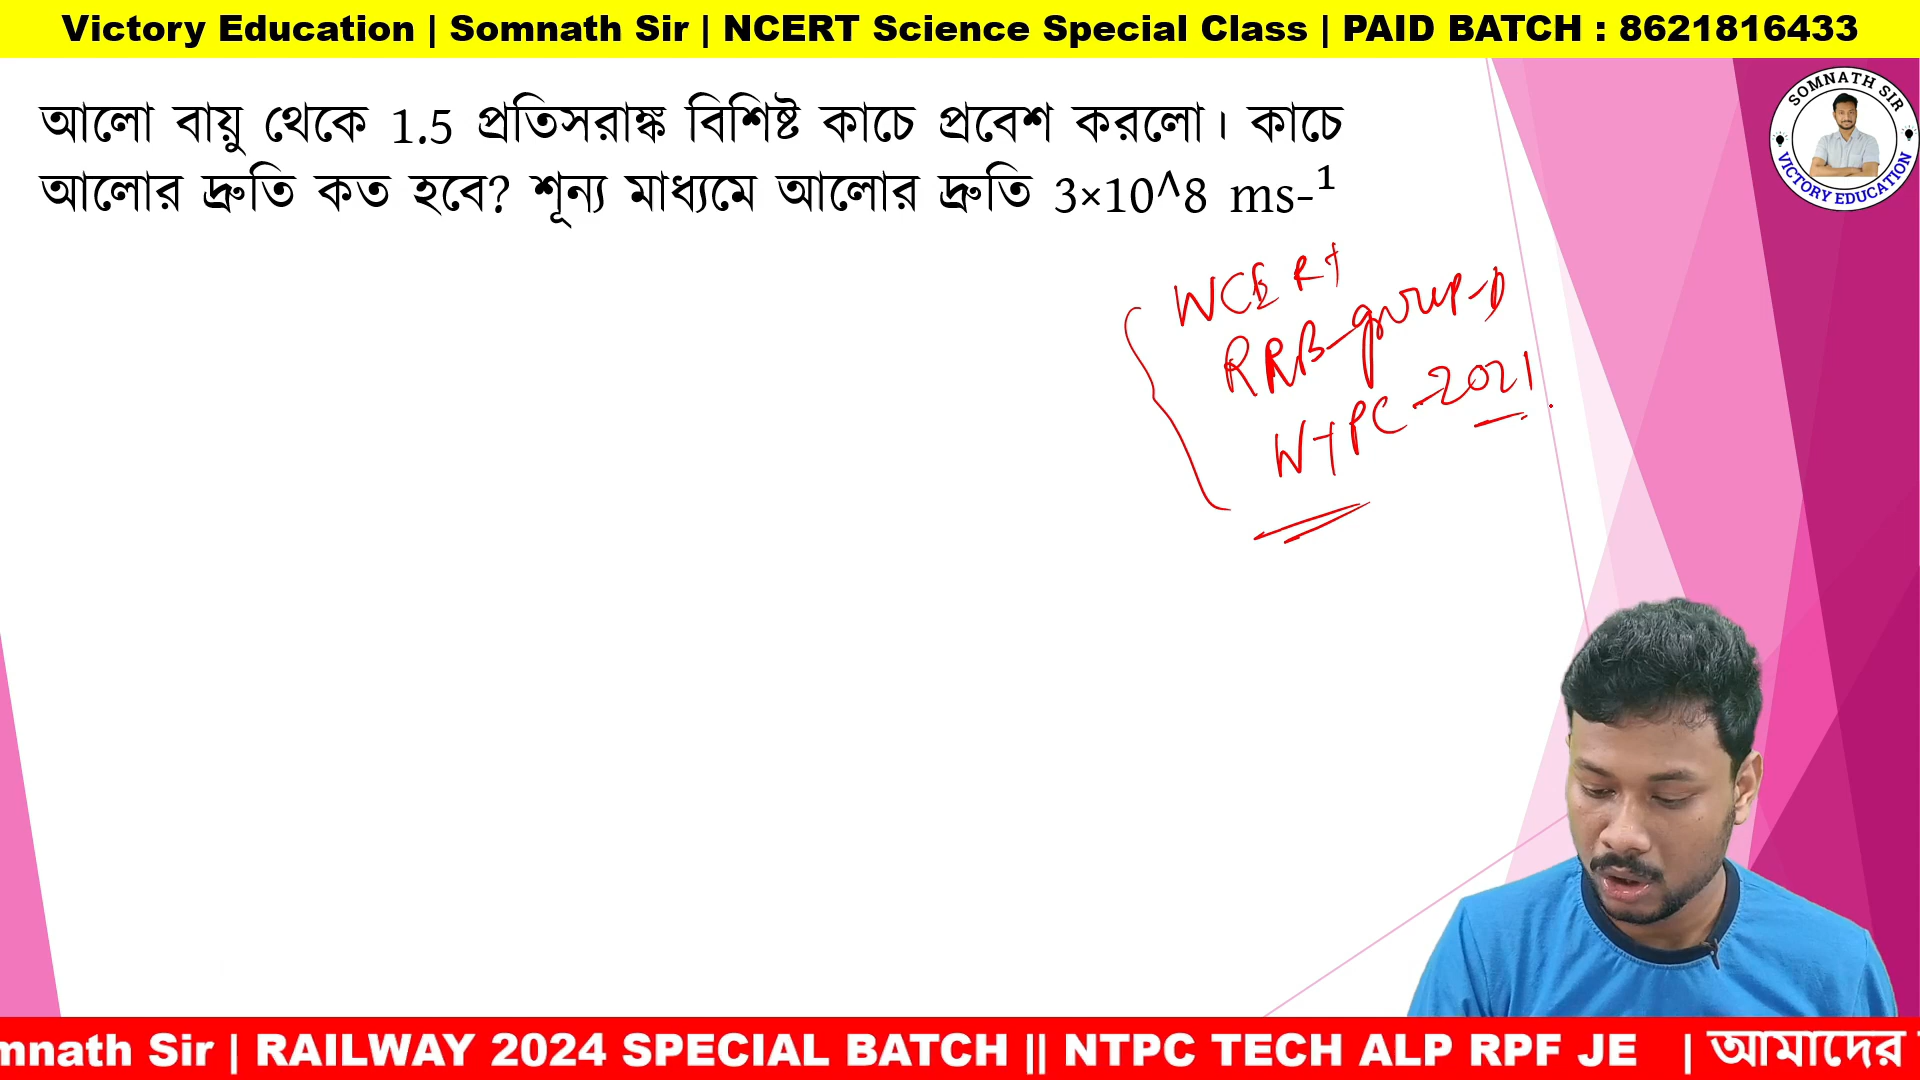 Victory Education | Somnath Sir | NCERT Science Special Class | PAID BATCH : 8621816433
আলো বায়ু থেকে 1.5 প্রতিসরাঙ্ক বিশিষ্ট কাচে প্রবেশ করলো। কাচে
আলোর দ্রুতি কত হবে? শূন্য মাধ্যমে আলোর দ্রুতি 3×10^8 ms-¹
SOMNATH SIR
VICTORY EDUCATION
NCERT
RRB-group-D
NTPC-2021
mnath Sir | RAILWAY 2024 SPECIAL BATCH || NTPC TECH ALP RPF JE | আমাদের